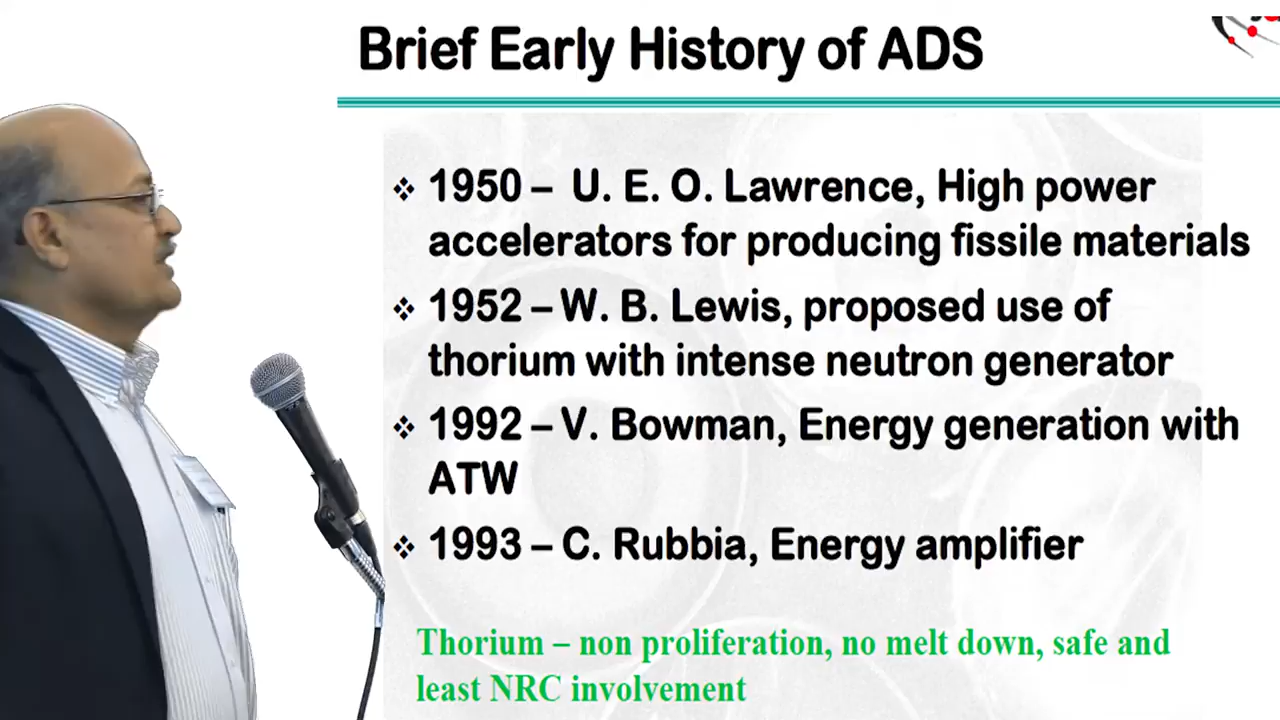 Brief Early History of ADS
❖ 1950 – U. E. O. Lawrence, High power
accelerators for producing fissile materials
❖ 1952 – W. B. Lewis, proposed use of
thorium with intense neutron generator
❖ 1992 – V. Bowman, Energy generation with
ATW
❖ 1993 – C. Rubbia, Energy amplifier
Thorium – non proliferation, no melt down, safe and
least NRC involvement